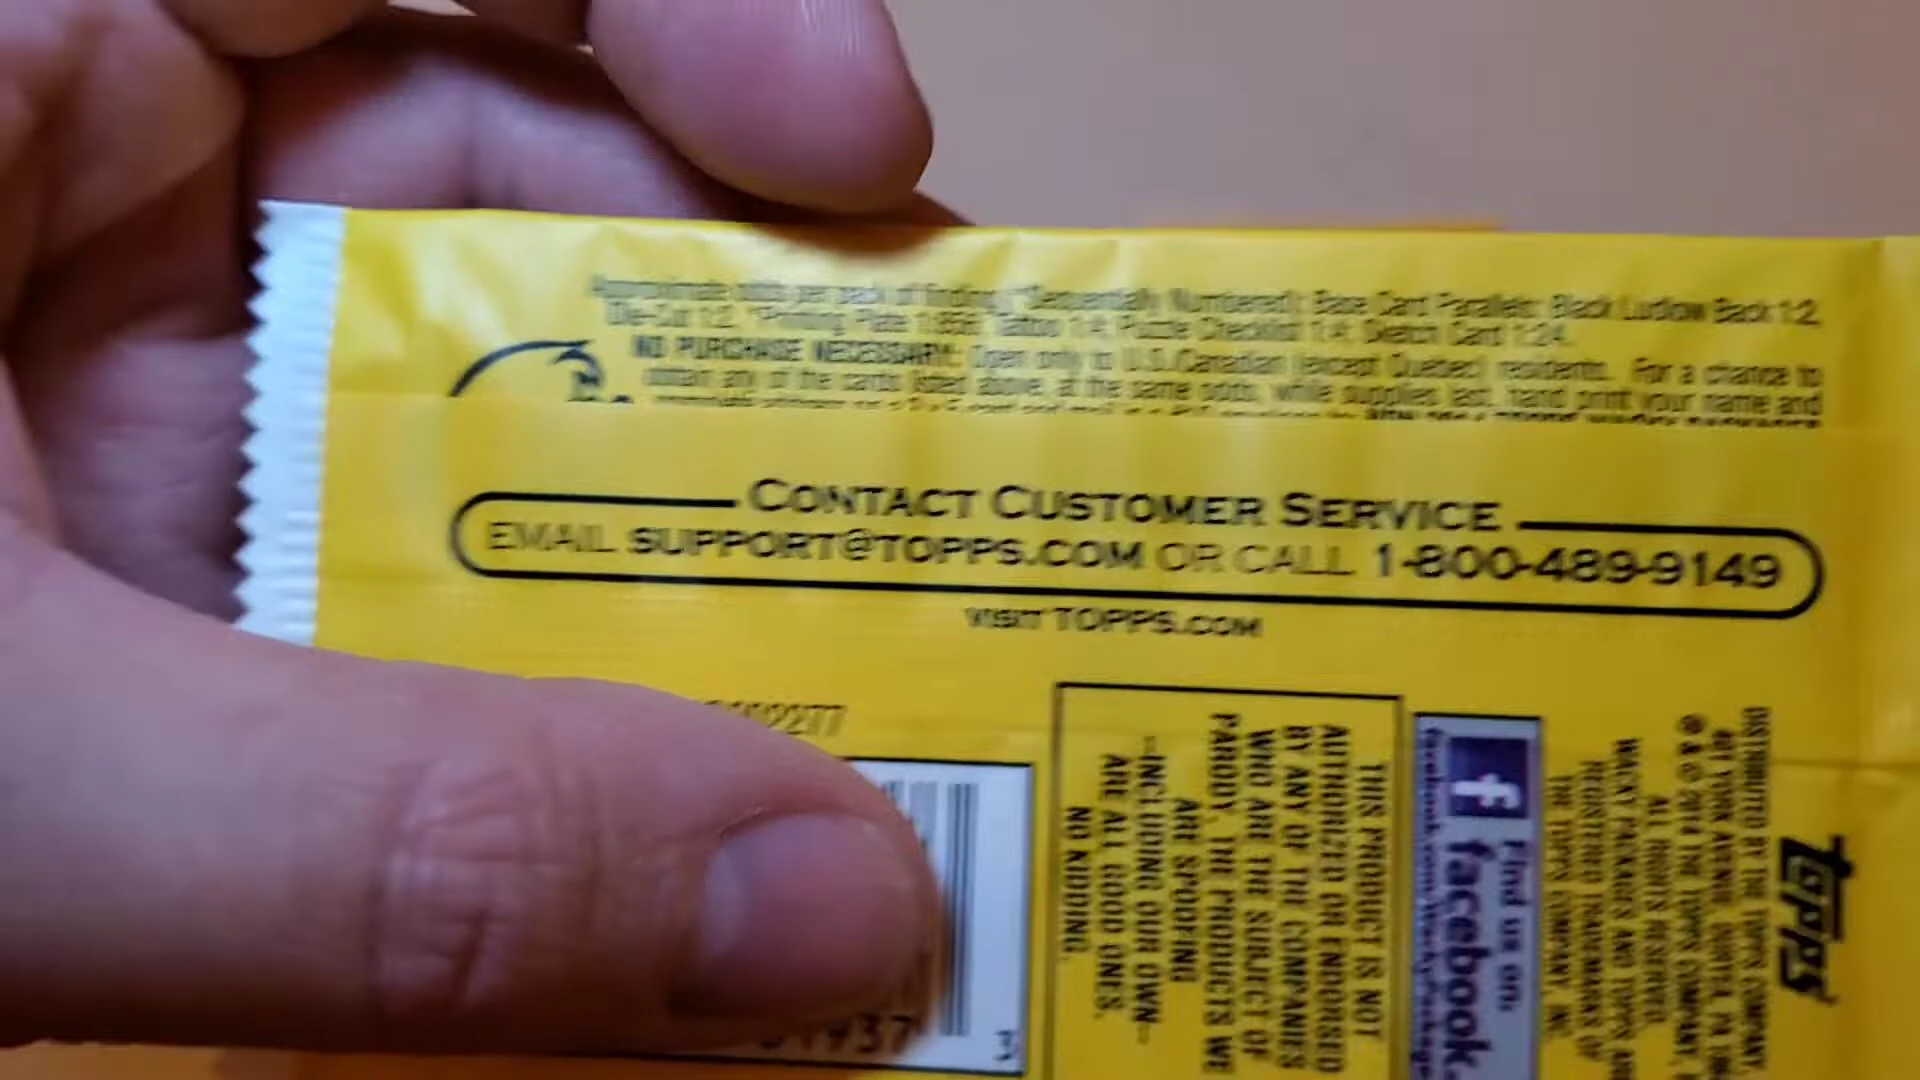 Approximate odds per pack of finding: (*Sequentially Numbered): Base Card Parallels: Black Ludlow Back 1:2,
Die-Cut 1:2, *Printing Plate Tattoo 1:4; Puzzle Checklist 1:4; Sketch Card 1:24.
NO PURCHASE NECESSARY: Open only to U.S./Canadian (except Quebec) residents. For a chance to
obtain any of the cards listed above, at the same odds, while supplies last, hand print your name and
CONTACT CUSTOMER SERVICE
EMAIL SUPPORT@TOPPS.COM OR CALL 1-800-489-9149
VISIT TOPPS.COM
02277
3
THIS PRODUCT IS NOT
AUTHORIZED OR ENDORSED
BY ANY OF THE COMPANIES
WHO ARE THE SUBJECT OF
PARODY. THE PRODUCTS WE
ARE SPOOFING
—INCLUDING OUR OWN—
ARE ALL GOOD ONES.
NO KIDDING.
Find us on
facebook.
f
topps
DISTRIBUTED BY THE TOPPS COMPANY,
® & © 2014 THE TOPPS COMPANY,
ALL RIGHTS RESERVED.
WACKY PACKAGES AND TOPPS ARE
REGISTERED TRADEMARKS OF
THE TOPPS COMPANY, INC.